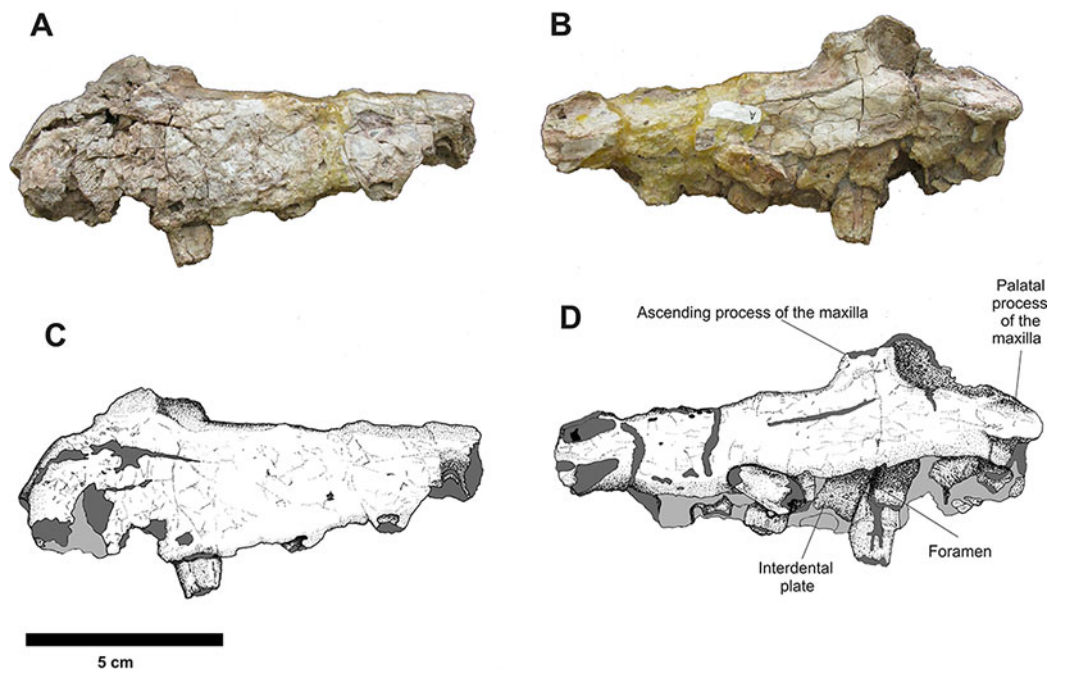 A
B
C
D
Ascending process of the maxilla
Palatal
process
of the
maxilla
Interdental
plate
Foramen
5 cm
A